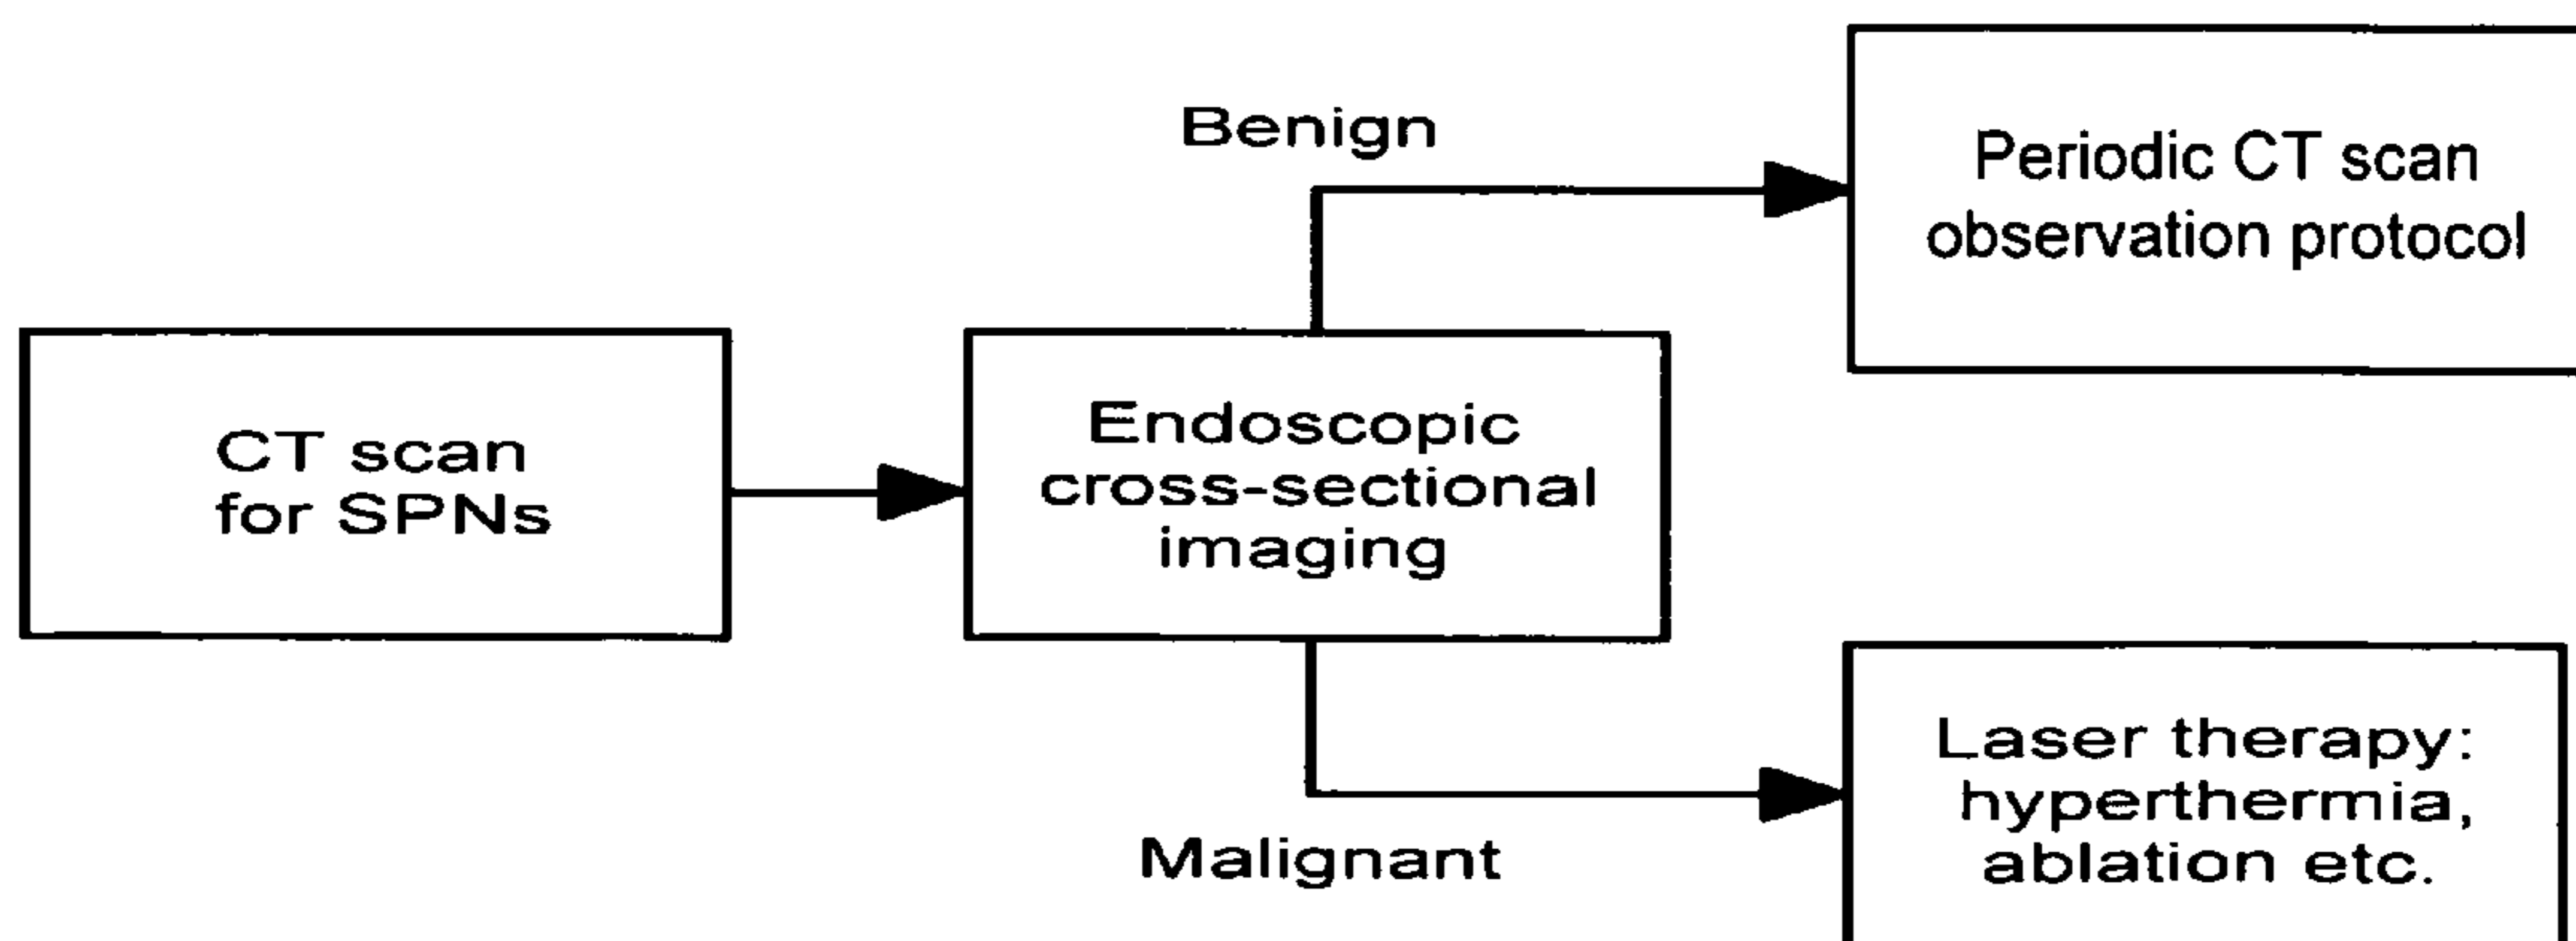 CT scan
for SPNs
Endoscopic
cross-sectional
imaging
Benign
Periodic CT scan
observation protocol
Malignant
Laser therapy:
hyperthermia,
ablation etc.